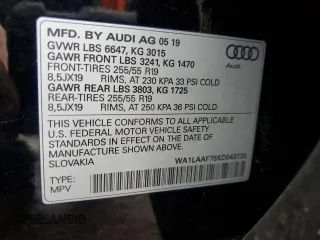 MFD. BY AUDI AG 05 19
GVWR LBS 6647, KG 3015
GAWR FRONT LBS 3241, KG 1470
FRONT-TIRES 255/55 R19
8,5JX19 RIMS, AT 230 KPA 33 PSI COLD
GAWR REAR LBS 3803, KG 1725
REAR-TIRES 255/55 R19
8,5JX19 RIMS, AT 250 KPA 36 PSI COLD
Audi
THIS VEHICLE CONFORMS TO ALL APPLICABLE
U.S. FEDERAL MOTOR VEHICLE SAFETY
STANDARDS IN EFFECT ON THE DATE OF
MANUFACTURE SHOWN ABOVE.
SLOVAKIA
TYPE:
MPV